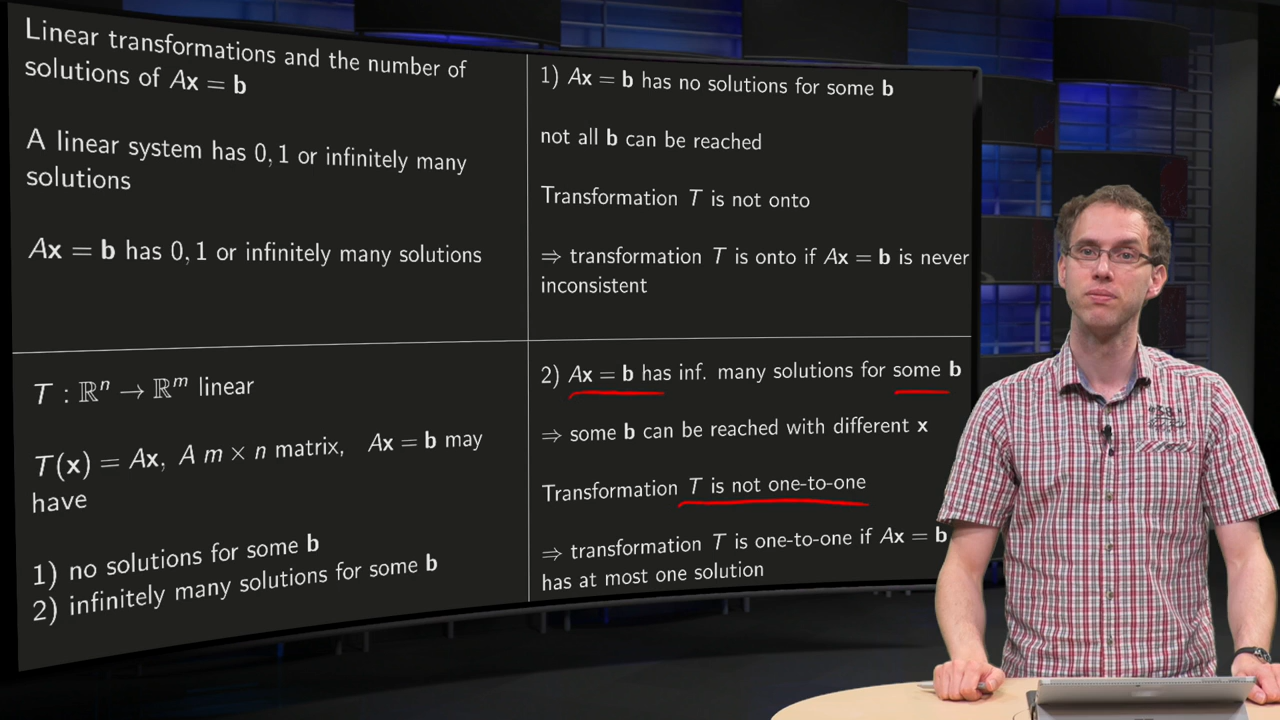 Linear transformations and the number of
solutions of Ax = b
A linear system has 0, 1 or infinitely many
solutions
Ax = b has 0, 1 or infinitely many solutions
1) Ax = b has no solutions for some b
not all b can be reached
Transformation T is not onto
⇒ transformation T is onto if Ax = b is never
inconsistent
T : ℝⁿ → ℝᵐ linear
T(x) = Ax, A m × n matrix, Ax = b may
have
1) no solutions for some b
2) infinitely many solutions for some b
2) Ax = b has inf. many solutions for some b
⇒ some b can be reached with different x
Transformation T is not one-to-one
⇒ transformation T is one-to-one if Ax = b
has at most one solution